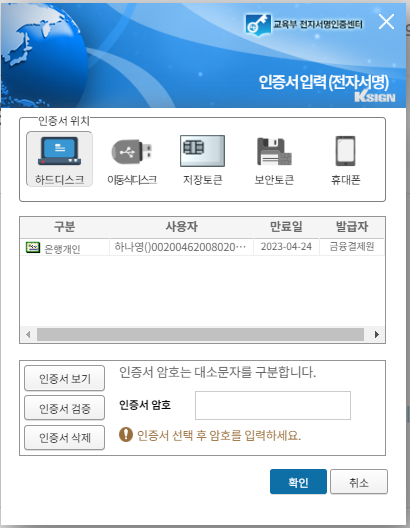 교육부 전자서명인증센터
인증서 입력 (전자서명)
KSIGN
인증서 위치
하드디스크 이동식디스크 저장토큰 보안토큰 휴대폰
구분 사용자 만료일 발급자
은행개인 하나영()00200462008020··· 2023-04-24 금융결제원
인증서 보기 인증서 암호는 대소문자를 구분합니다.
인증서 검증 인증서 암호
인증서 삭제 인증서 선택 후 암호를 입력하세요.
확인 취소